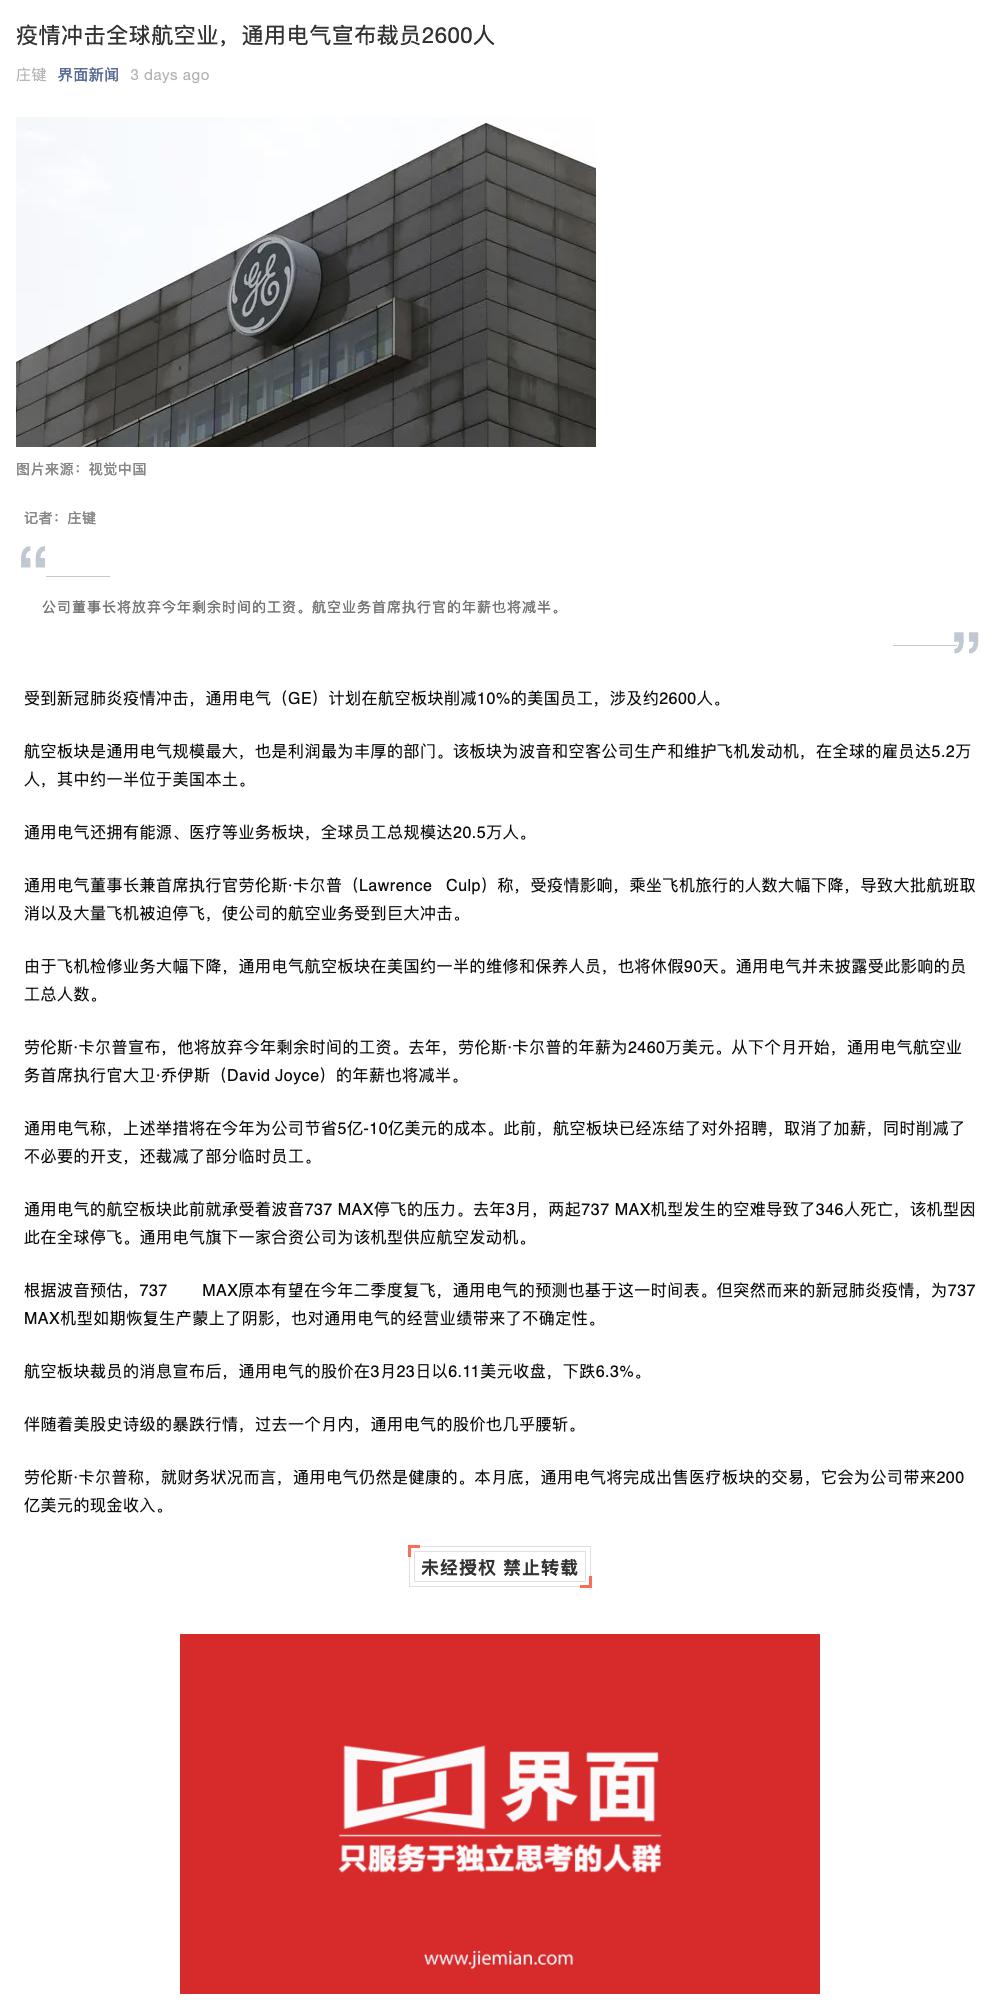 疫情冲击全球航空业，通用电气宣布裁员2600人
庄键 界面新闻 3 days ago
GE
图片来源：视觉中国
记者：庄键
“
公司董事长将放弃今年剩余时间的工资。航空业务首席执行官的年薪也将减半。
”
受到新冠肺炎疫情冲击，通用电气（GE）计划在航空板块削减10%的美国员工，涉及约2600人。
航空板块是通用电气规模最大，也是利润最为丰厚的部门。该板块为波音和空客公司生产和维护飞机发动机，在全球的雇员达5.2万
人，其中约一半位于美国本土。
通用电气还拥有能源、医疗等业务板块，全球员工总规模达20.5万人。
通用电气董事长兼首席执行官劳伦斯·卡尔普（Lawrence Culp）称，受疫情影响，乘坐飞机旅行的人数大幅下降，导致大批航班取
消以及大量飞机被迫停飞，使公司的航空业务受到巨大冲击。
由于飞机检修业务大幅下降，通用电气航空板块在美国约一半的维修和保养人员，也将休假90天。通用电气并未披露受此影响的员
工总人数。
劳伦斯·卡尔普宣布，他将放弃今年剩余时间的工资。去年，劳伦斯·卡尔普的年薪为2460万美元。从下个月开始，通用电气航空业
务首席执行官大卫·乔伊斯（David Joyce）的年薪也将减半。
通用电气称，上述举措将在今年为公司节省5亿-10亿美元的成本。此前，航空板块已经冻结了对外招聘，取消了加薪，同时削减了
不必要的开支，还裁减了部分临时员工。
通用电气的航空板块此前就承受着波音737 MAX停飞的压力。去年3月，两起737 MAX机型发生的空难导致了346人死亡，该机型因
此在全球停飞。通用电气旗下一家合资公司为该机型供应航空发动机。
根据波音预估，737 MAX原本有望在今年二季度复飞，通用电气的预测也基于这一时间表。但突然而来的新冠肺炎疫情，为737
MAX机型如期恢复生产蒙上了阴影，也对通用电气的经营业绩带来了不确定性。
航空板块裁员的消息宣布后，通用电气的股价在3月23日以6.11美元收盘，下跌6.3%。
伴随着美股史诗级的暴跌行情，过去一个月内，通用电气的股价也几乎腰斩。
劳伦斯·卡尔普称，就财务状况而言，通用电气仍然是健康的。本月底，通用电气将完成出售医疗板块的交易，它会为公司带来200
亿美元的现金收入。
未经授权 禁止转载
界面
只服务于独立思考的人群
www.jiemian.com